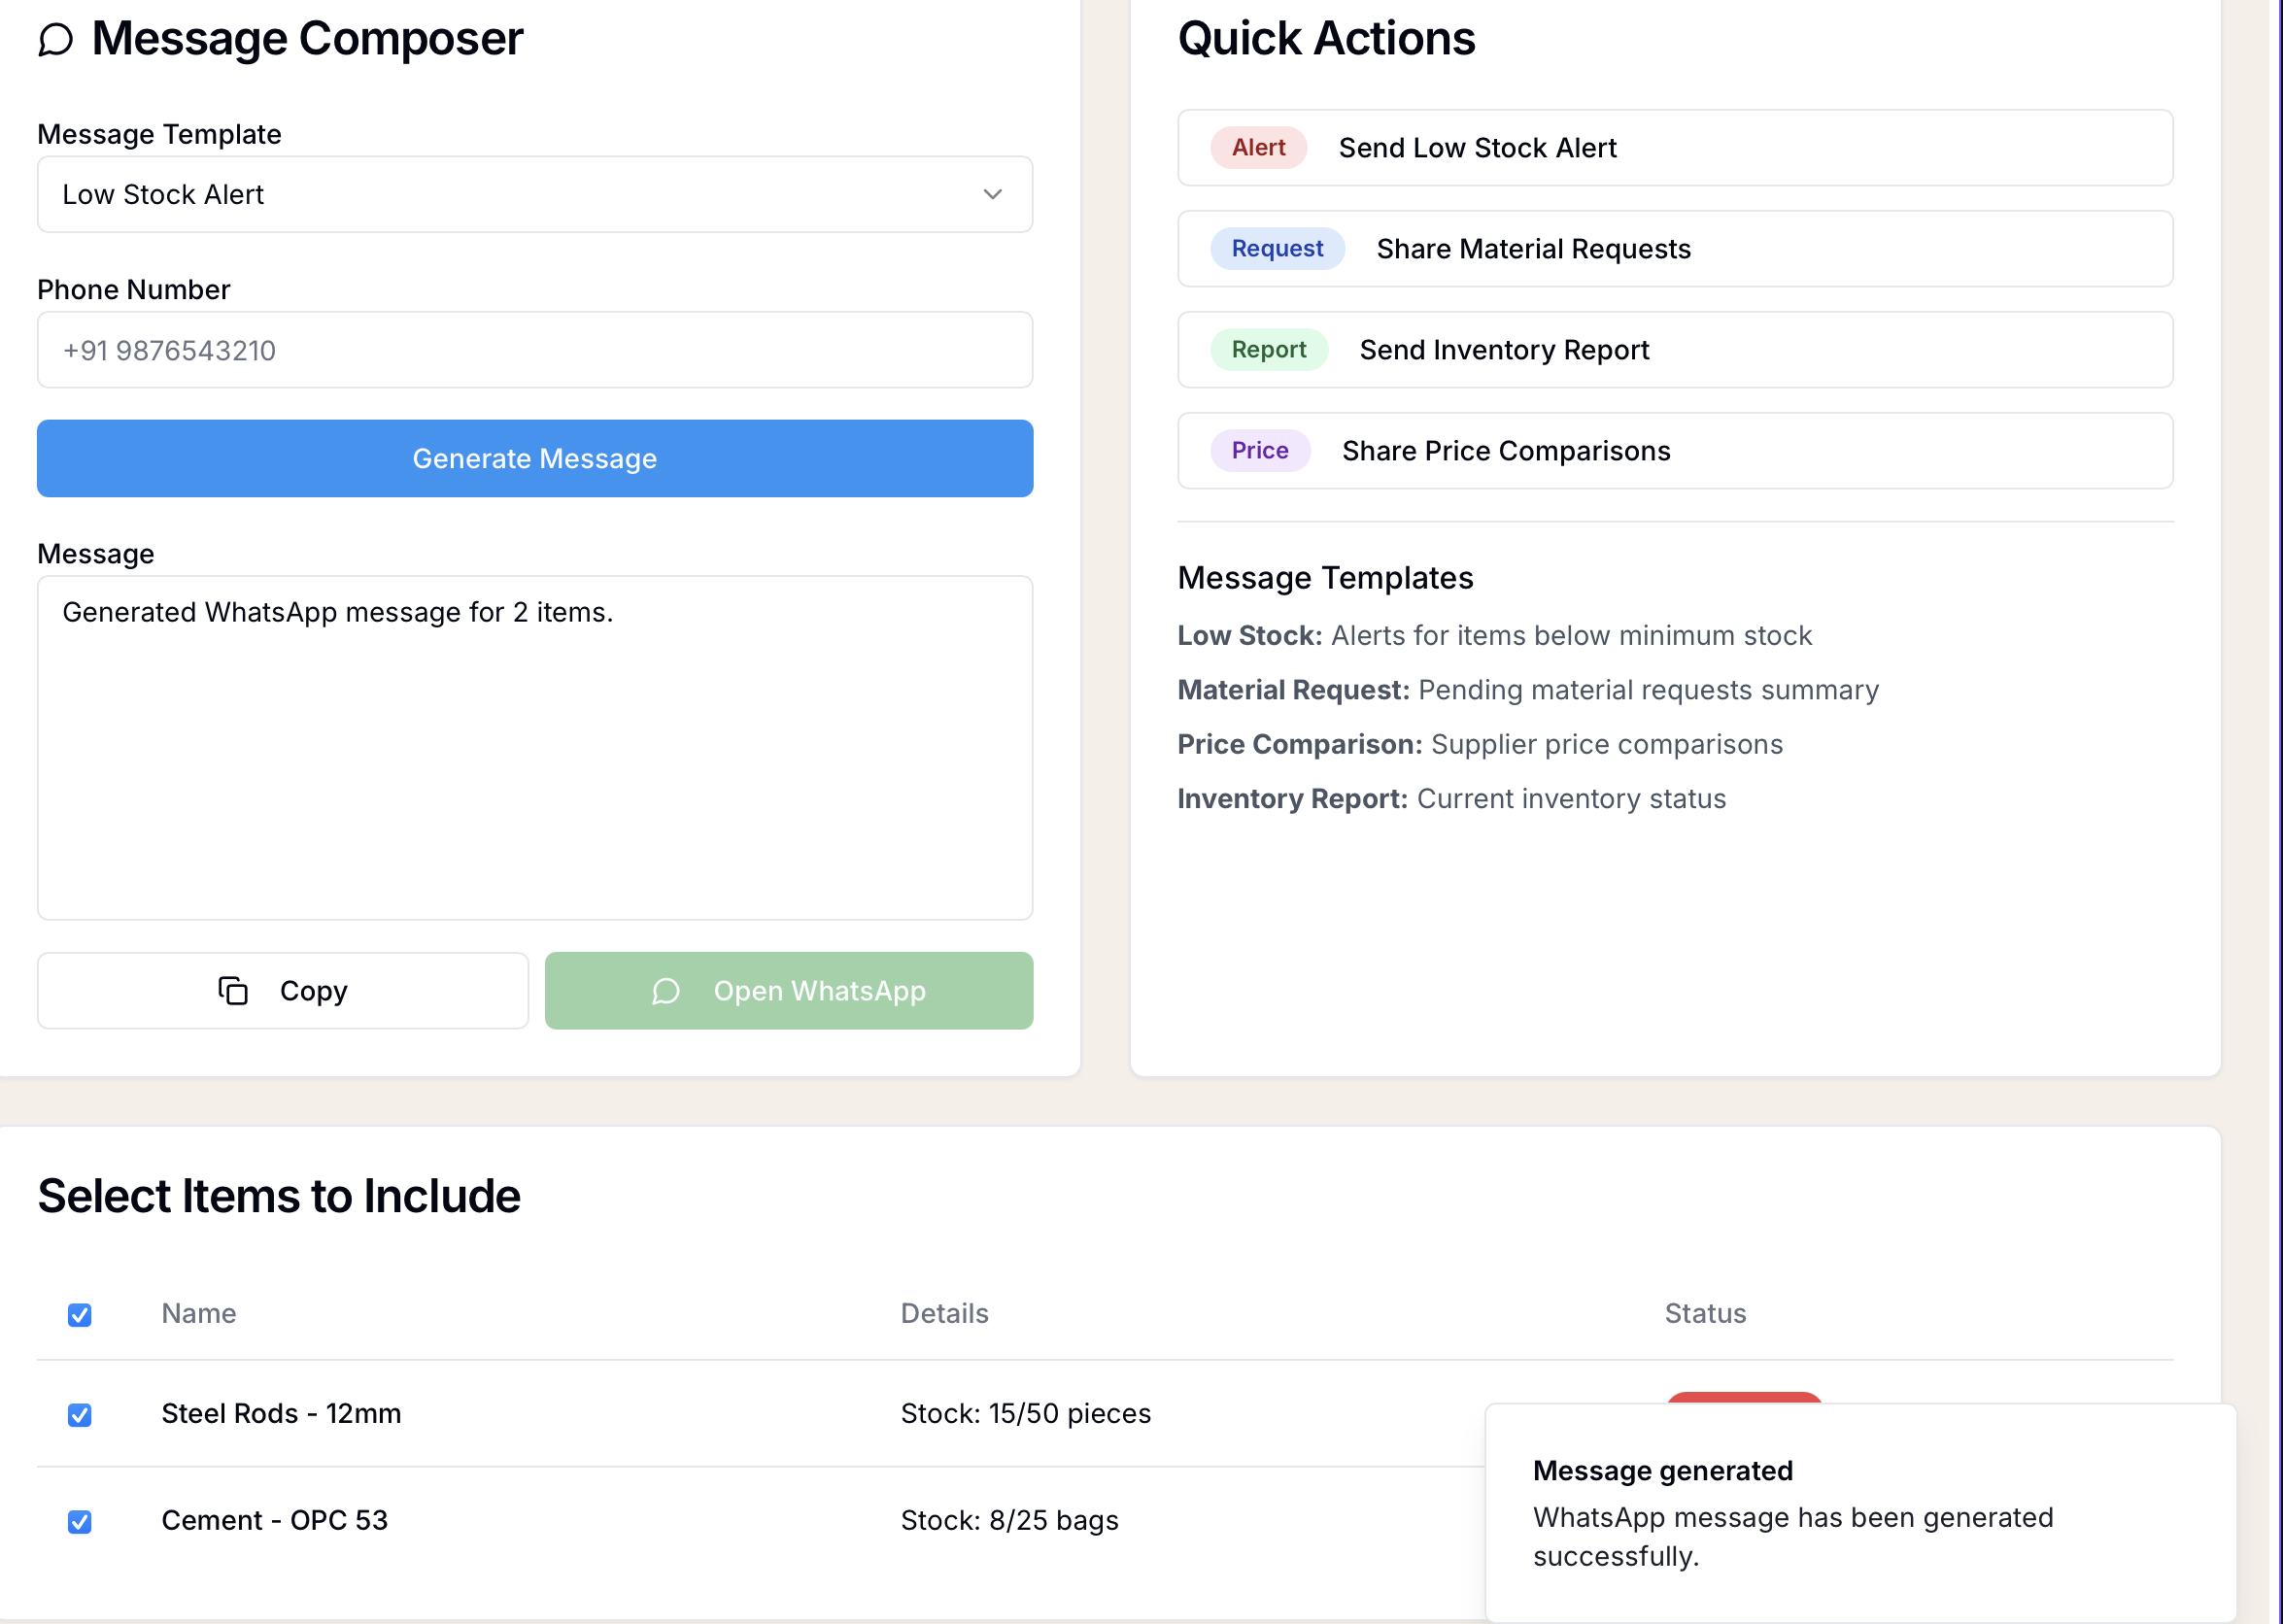 Message Composer
Message Template
Low Stock Alert
Phone Number
+91 9876543210
Generate Message
Message
Generated WhatsApp message for 2 items.
Copy
Open WhatsApp
Quick Actions
Alert Send Low Stock Alert
Request Share Material Requests
Report Send Inventory Report
Price Share Price Comparisons
Message Templates
Low Stock: Alerts for items below minimum stock
Material Request: Pending material requests summary
Price Comparison: Supplier price comparisons
Inventory Report: Current inventory status
Select Items to Include
Name Details Status
Steel Rods - 12mm Stock: 15/50 pieces
Cement - OPC 53 Stock: 8/25 bags
Message generated
WhatsApp message has been generated
successfully.